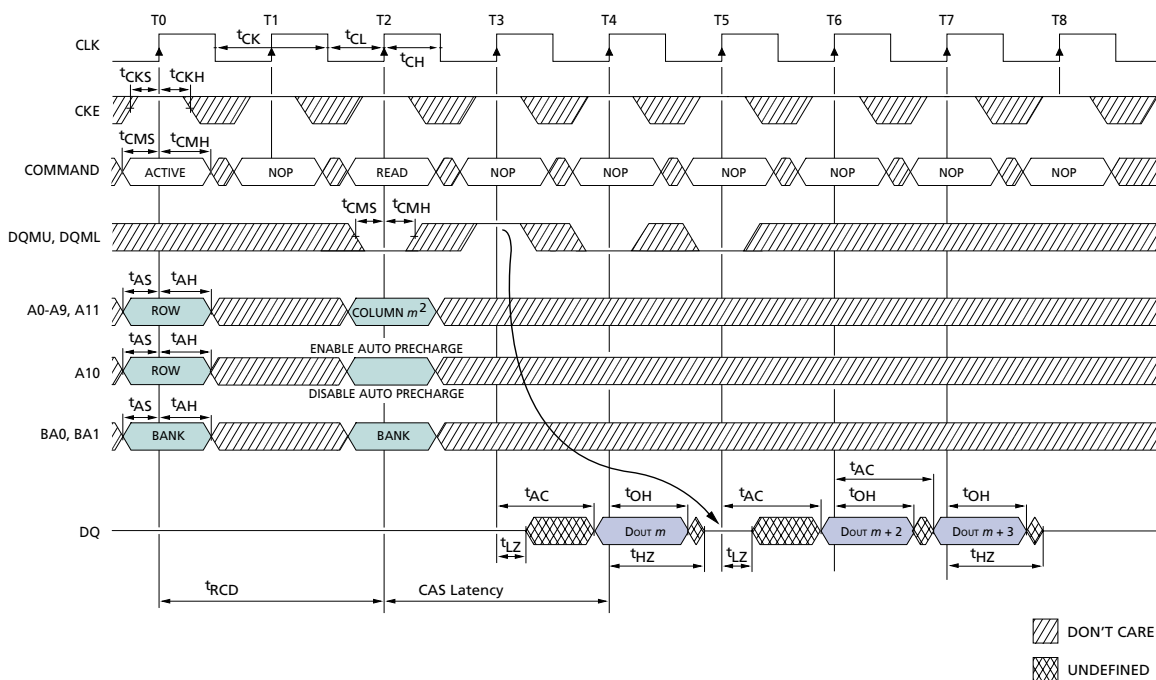 T0 T1 T2 T3 T4 T5 T6 T7 T8
CLK
tCK tCL
tCH
tCKS tCKH
CKE
tCMS tCMH
COMMAND ACTIVE NOP READ NOP NOP NOP NOP NOP NOP
tCMS tCMH
DQMU, DQML
tAS tAH
A0-A9, A11 ROW COLUMN m2
tAS tAH ENABLE AUTO PRECHARGE
A10 ROW
DISABLE AUTO PRECHARGE
tAS tAH
BA0, BA1 BANK BANK
tAC
tAC tOH tAC tOH tOH
DQ DOUT m DOUT m + 2 DOUT m + 3
tLZ tHZ tLZ tHZ
tRCD CAS Latency
DON'T CARE
UNDEFINED